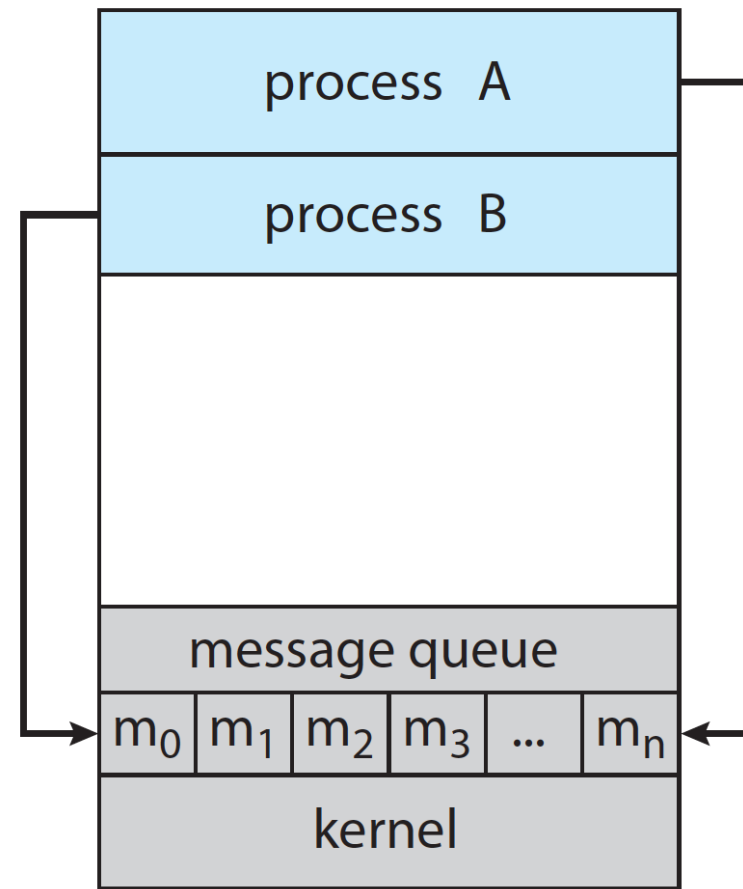 process A
process B
message queue
m₀ m₁ m₂ m₃ ... mₙ
kernel